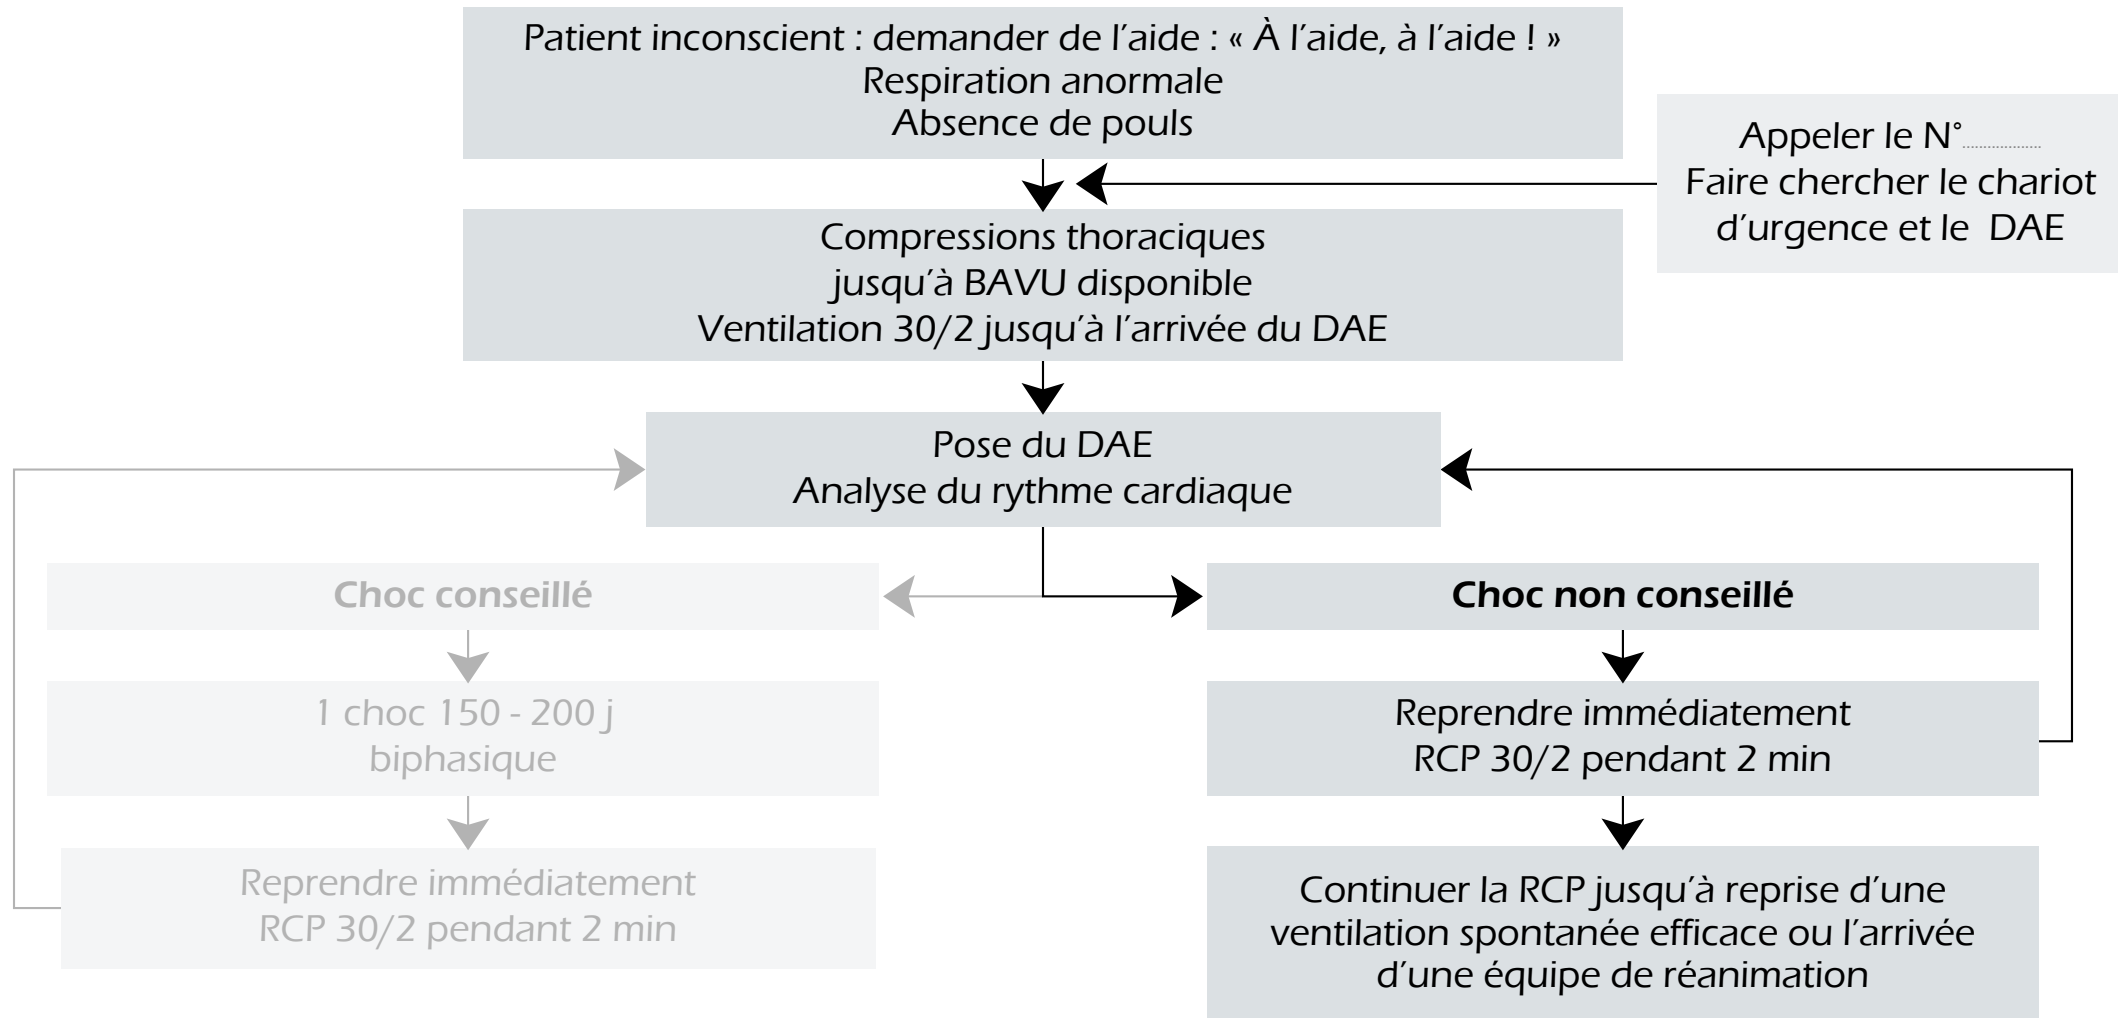 Patient inconscient : demander de l’aide : « À l’aide, à l’aide ! »
Respiration anormale
Absence de pouls
Appeler le N°....................
Faire chercher le chariot
d’urgence et le DAE
Compressions thoraciques
jusqu’à BAVU disponible
Ventilation 30/2 jusqu’à l’arrivée du DAE
Pose du DAE
Analyse du rythme cardiaque
Choc conseillé
1 choc 150 - 200 j
biphasique
Reprendre immédiatement
RCP 30/2 pendant 2 min
Choc non conseillé
Reprendre immédiatement
RCP 30/2 pendant 2 min
Continuer la RCP jusqu’à reprise d’une
ventilation spontanée efficace ou l’arrivée
d’une équipe de réanimation